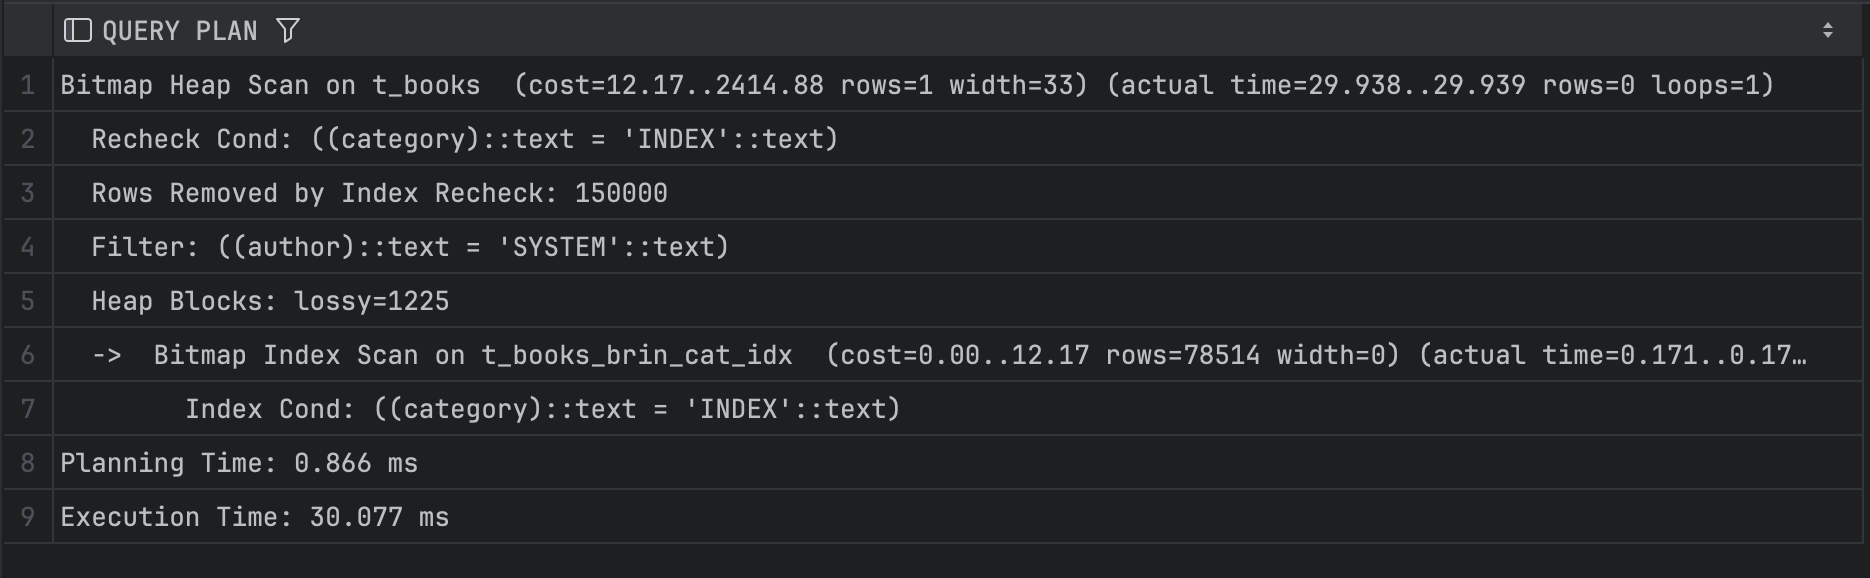 QUERY PLAN
1 Bitmap Heap Scan on t_books  (cost=12.17..2414.88 rows=1 width=33) (actual time=29.938..29.939 rows=0 loops=1)
2   Recheck Cond: ((category)::text = 'INDEX'::text)
3   Rows Removed by Index Recheck: 150000
4   Filter: ((author)::text = 'SYSTEM'::text)
5   Heap Blocks: lossy=1225
6   ->  Bitmap Index Scan on t_books_brin_cat_idx  (cost=0.00..12.17 rows=78514 width=0) (actual time=0.171..0.17…
7         Index Cond: ((category)::text = 'INDEX'::text)
8 Planning Time: 0.866 ms
9 Execution Time: 30.077 ms